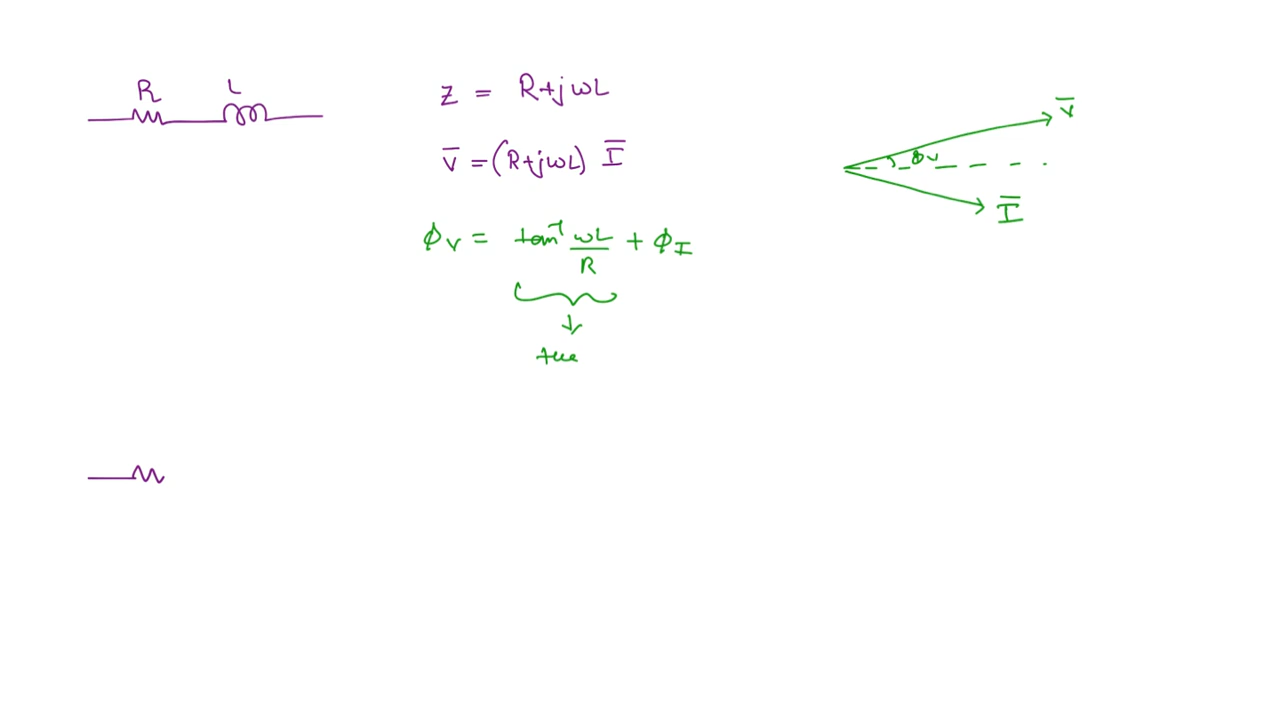 R L
Z = R+jωL
V̅ = (R+jωL) I̅
ϕV = tan⁻¹ ωL/R + ϕI
+ve
V̅
ϕV
I̅